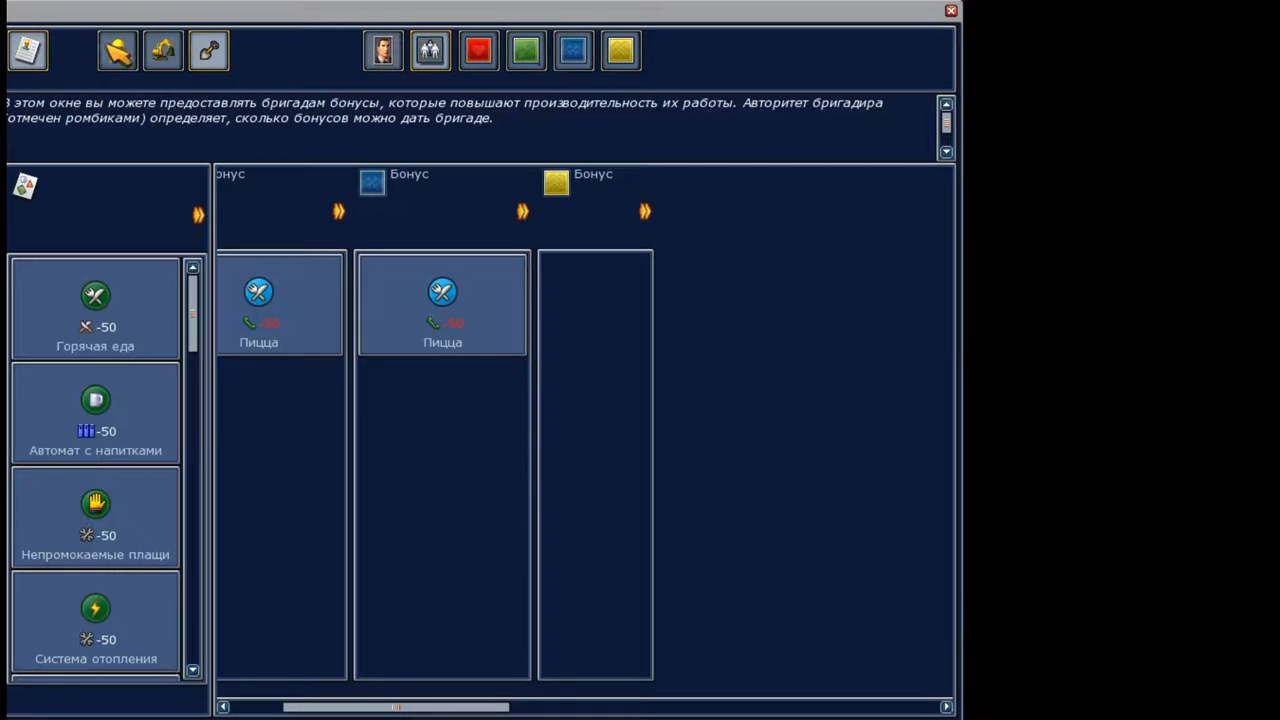 В этом окне вы можете предоставлять бригадам бонусы, которые повышают производительность их работы. Авторитет бригадира
(отмечен ромбиками) определяет, сколько бонусов можно дать бригаде.
онус
Бонус
Бонус
-50
Горячая еда
-50
Автомат с напитками
-50
Непромокаемые плащи
-50
Система отопления
-50
Пицца
-50
Пицца